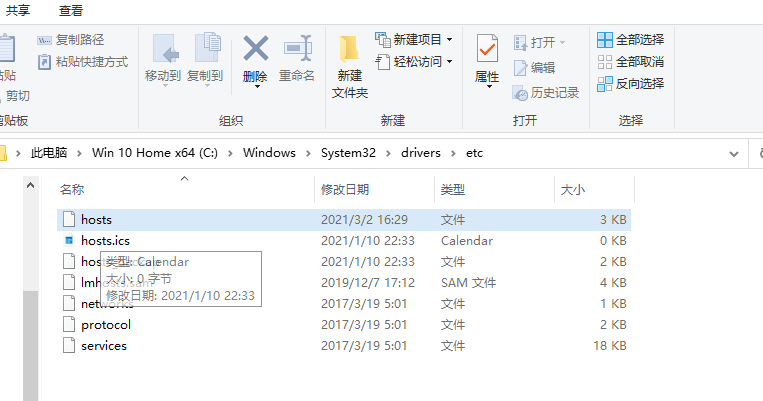 共享 查看
复制路径
粘贴快捷方式
剪切
移动到 复制到 删除 重命名
新建
文件夹
新建项目
轻松访问
属性
打开
编辑
历史记录
全部选择
全部取消
反向选择
组织 新建 打开 选择
此电脑 Win 10 Home x64 (C:) Windows System32 drivers etc
名称 修改日期 类型 大小
hosts 2021/3/2 16:29 文件 3 KB
hosts.ics 2021/1/10 22:33 Calendar 0 KB
2021/1/10 22:33 文件 2 KB
lmhosts.sam 2019/12/7 17:12 SAM 文件 4 KB
networks 2017/3/19 5:01 文件 1 KB
protocol 2017/3/19 5:01 文件 2 KB
services 2017/3/19 5:01 文件 18 KB
类型: Calendar
大小: 0 字节
修改日期: 2021/1/10 22:33